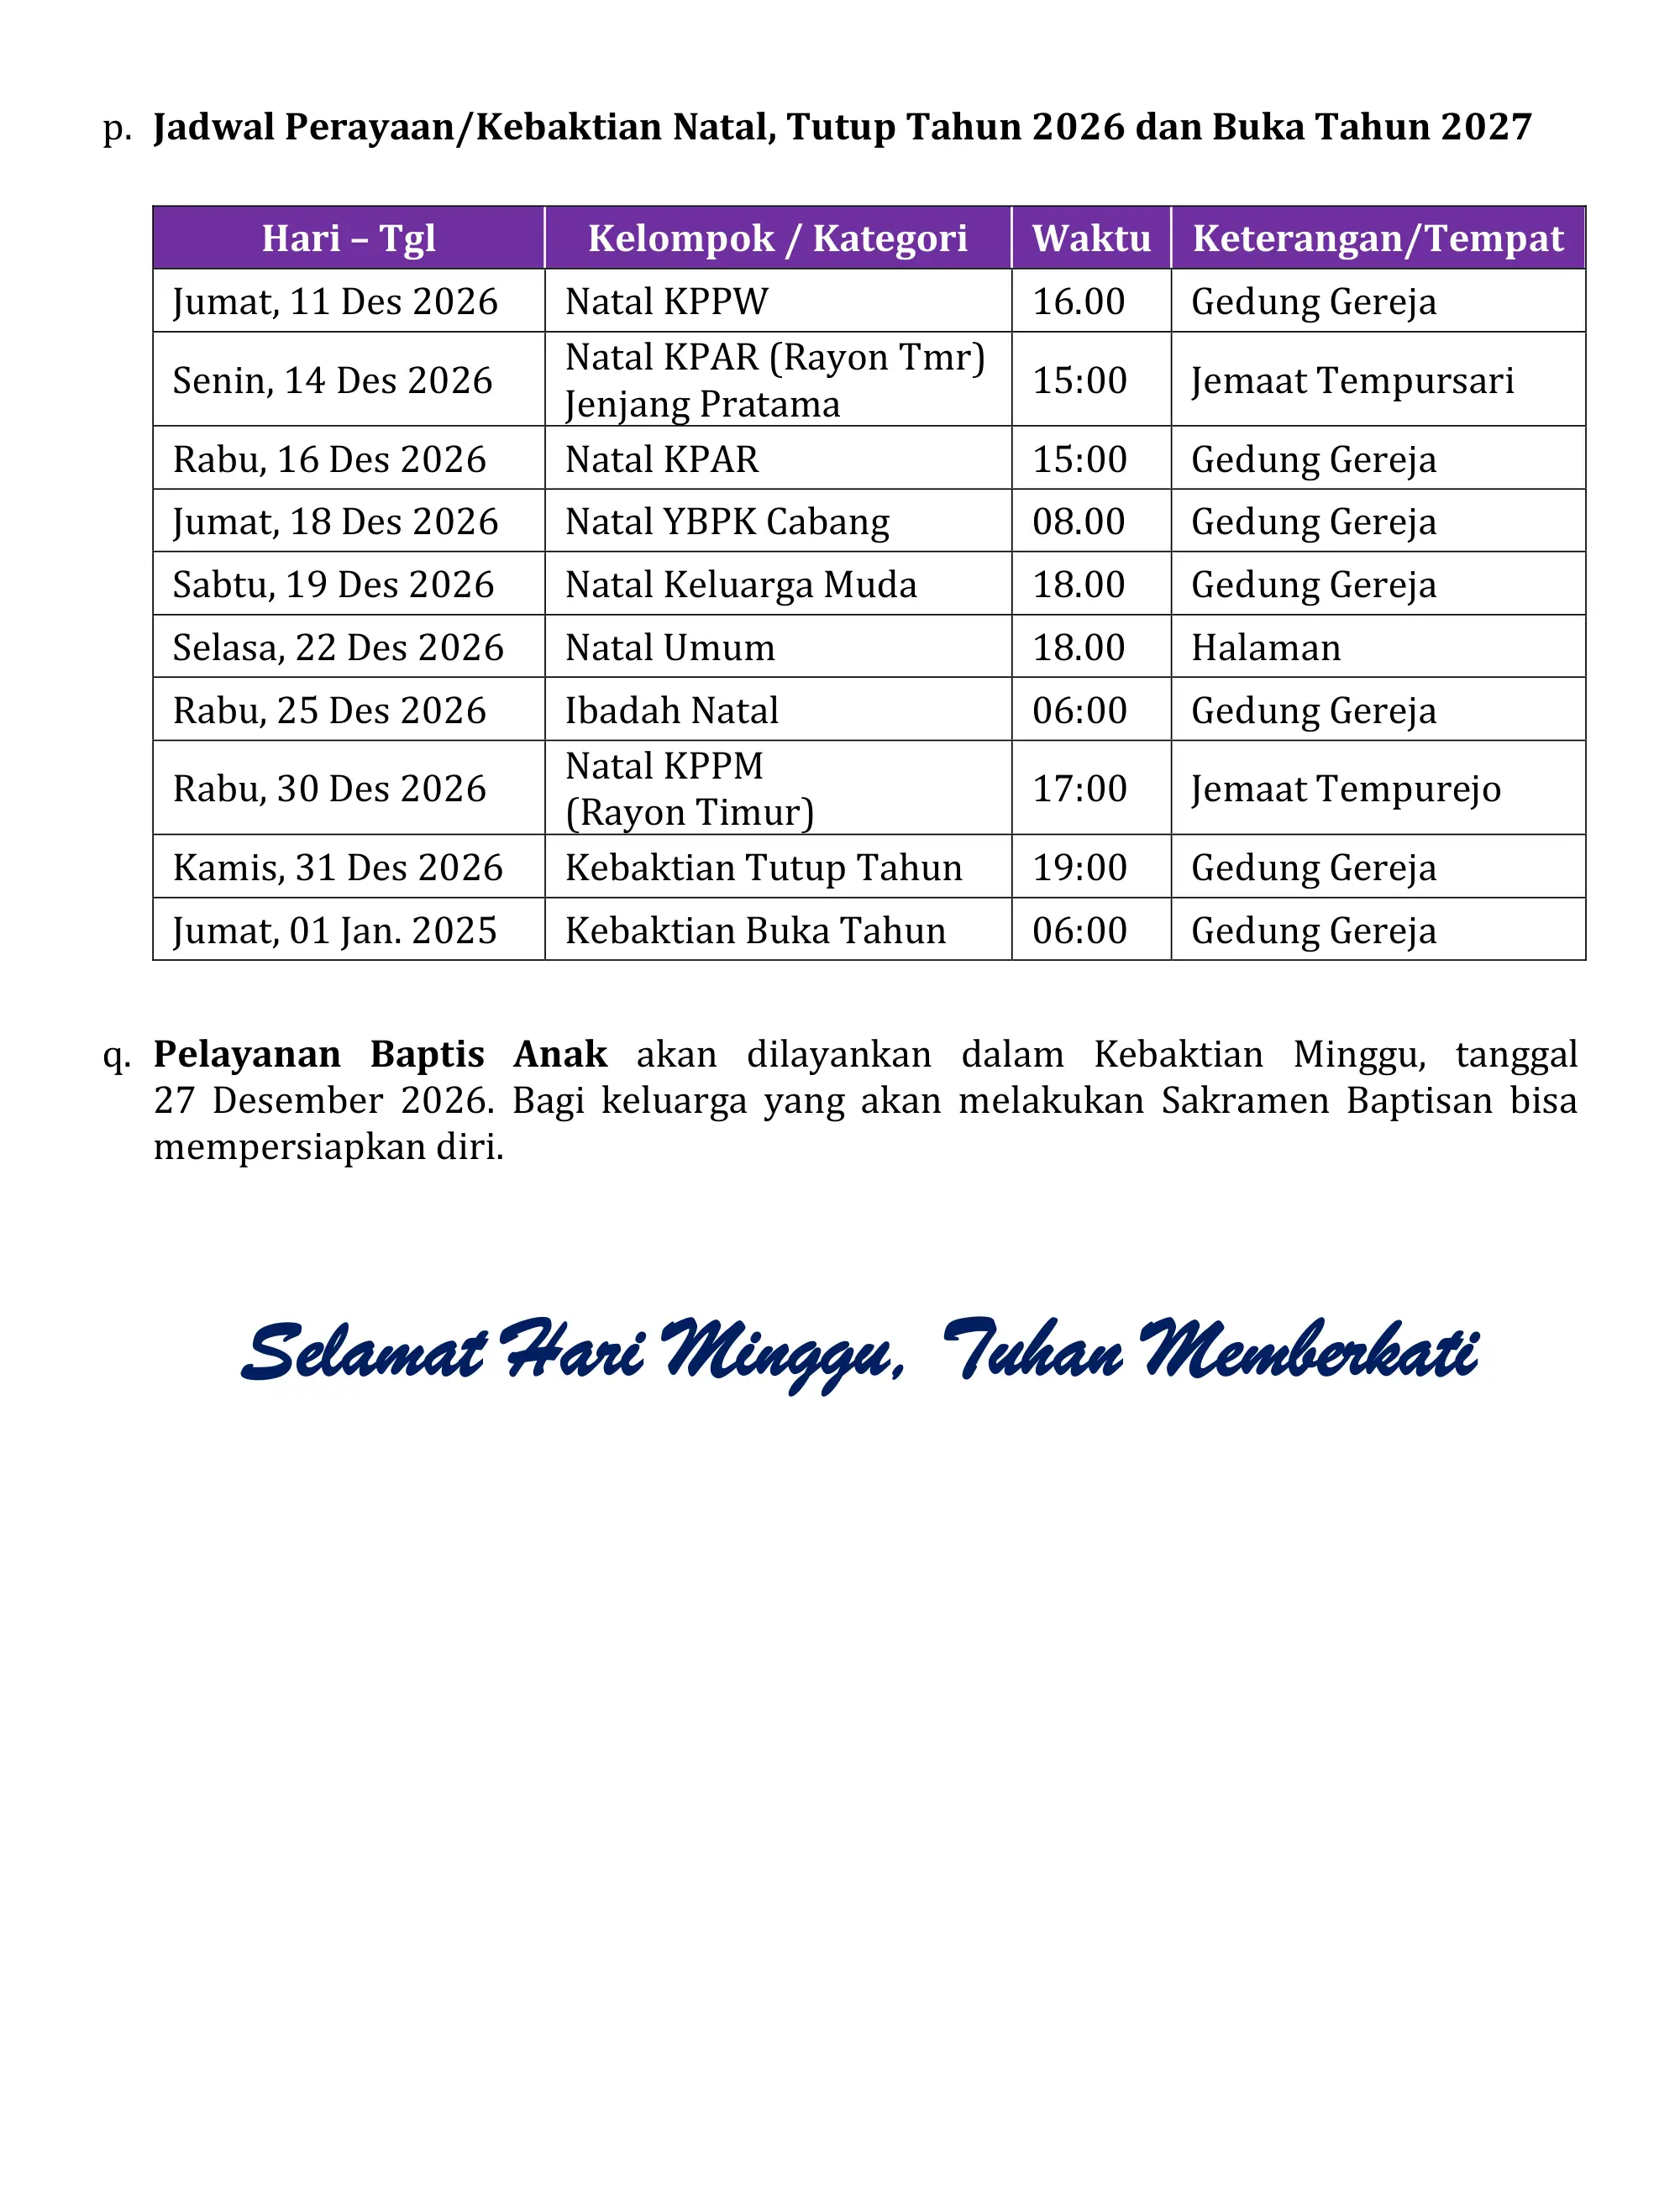 p. Jadwal Perayaan/Kebaktian Natal, Tutup Tahun 2026 dan Buka Tahun 2027
Hari – Tgl Kelompok / Kategori Waktu Keterangan/Tempat
Jumat, 11 Des 2026 Natal KPPW 16.00 Gedung Gereja
Senin, 14 Des 2026 Natal KPAR (Rayon Tmr) Jenjang Pratama 15:00 Jemaat Tempursari
Rabu, 16 Des 2026 Natal KPAR 15:00 Gedung Gereja
Jumat, 18 Des 2026 Natal YBPK Cabang 08.00 Gedung Gereja
Sabtu, 19 Des 2026 Natal Keluarga Muda 18.00 Gedung Gereja
Selasa, 22 Des 2026 Natal Umum 18.00 Halaman
Rabu, 25 Des 2026 Ibadah Natal 06:00 Gedung Gereja
Rabu, 30 Des 2026 Natal KPPM (Rayon Timur) 17:00 Jemaat Tempurejo
Kamis, 31 Des 2026 Kebaktian Tutup Tahun 19:00 Gedung Gereja
Jumat, 01 Jan. 2025 Kebaktian Buka Tahun 06:00 Gedung Gereja
q. Pelayanan Baptis Anak akan dilayankan dalam Kebaktian Minggu, tanggal
27 Desember 2026. Bagi keluarga yang akan melakukan Sakramen Baptisan bisa
mempersiapkan diri.
Selamat Hari Minggu, Tuhan Memberkati